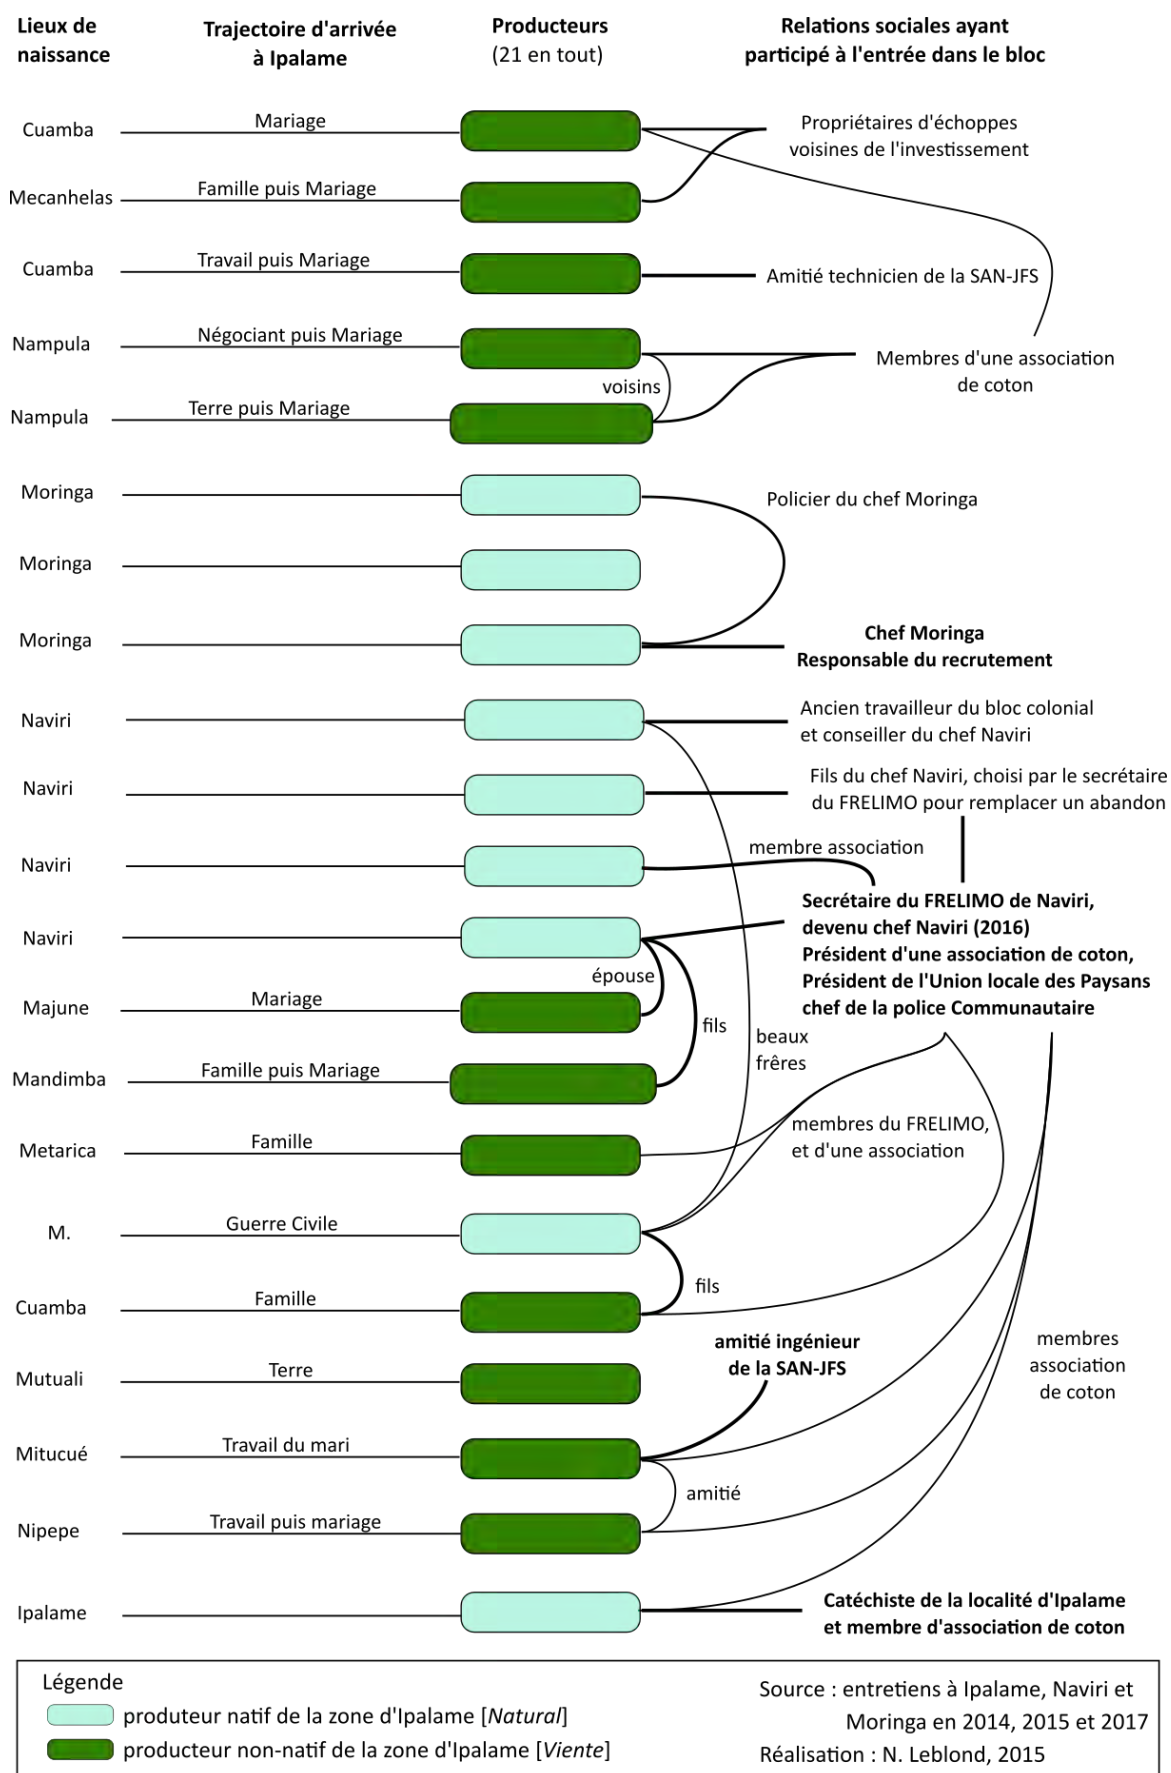 Lieux de
naissance
Trajectoire d'arrivée
à Ipalame
Producteurs
(21 en tout)
Relations sociales ayant
participé à l'entrée dans le bloc
Cuamba
Mariage
Propriétaires d'échoppes
voisines de l'investissement
Mecanhelas
Famille puis Mariage
Cuamba
Travail puis Mariage
Amitié technicien de la SAN-JFS
Nampula
Négociant puis Mariage
Membres d'une association
de coton
voisins
Nampula
Terre puis Mariage
Moringa
Policier du chef Moringa
Moringa
Moringa
Chef Moringa
Responsable du recrutement
Naviri
Ancien travailleur du bloc colonial
et conseiller du chef Naviri
Naviri
Fils du chef Naviri, choisi par le secrétaire
du FRELIMO pour remplacer un abandon
Naviri
membre association
Secrétaire du FRELIMO de Naviri,
devenu chef Naviri (2016)
Président d'une association de coton,
Président de l'Union locale des Paysans
chef de la police Communautaire
Naviri
épouse
Majune
Mariage
fils
beaux
frêres
Mandimba
Famille puis Mariage
membres du FRELIMO,
et d'une association
Metarica
Famille
M.
Guerre Civile
fils
Cuamba
Famille
amitié ingénieur
de la SAN-JFS
membres
association
de coton
Mutuali
Terre
Mitucué
Travail du mari
amitié
Nipepe
Travail puis mariage
Ipalame
Catéchiste de la localité d'Ipalame
et membre d'association de coton
Légende
produteur natif de la zone d'Ipalame [Natural]
producteur non-natif de la zone d'Ipalame [Viente]
Source : entretiens à Ipalame, Naviri et
Moringa en 2014, 2015 et 2017
Réalisation : N. Leblond, 2015